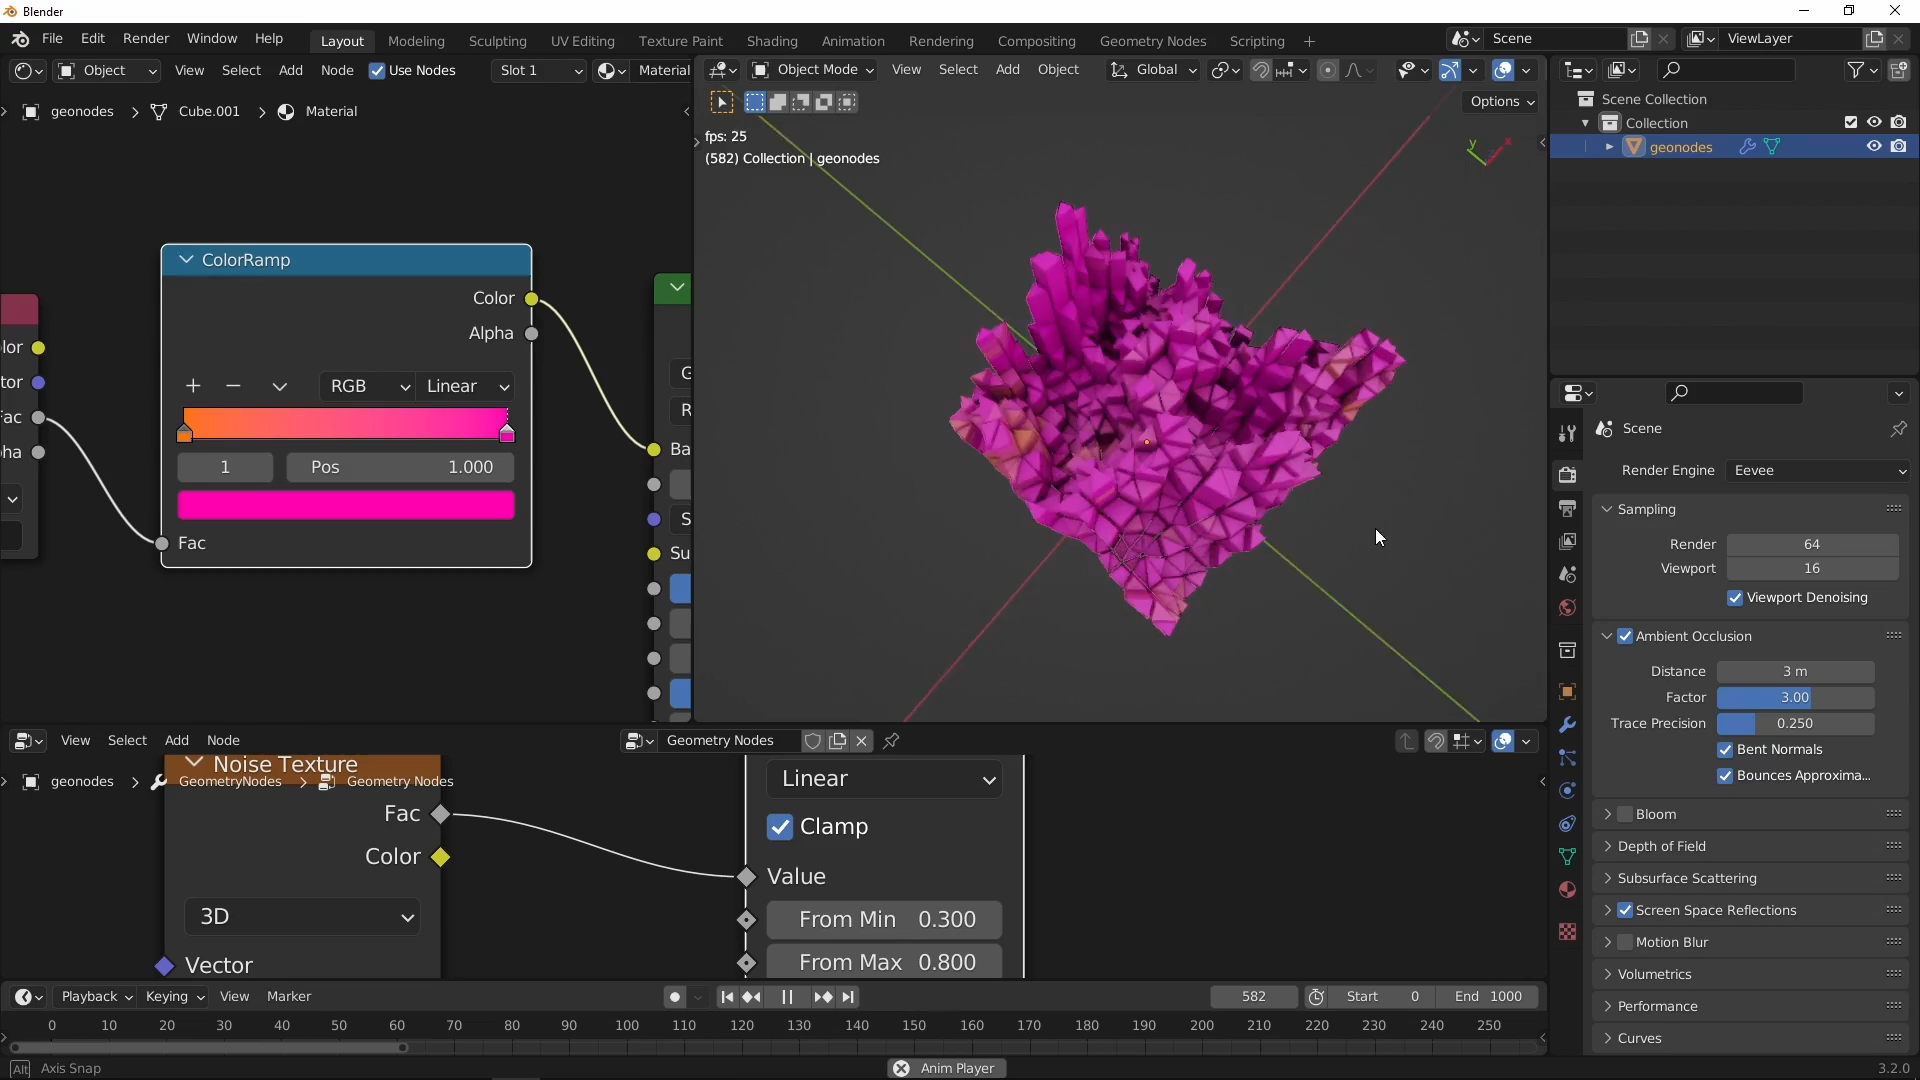 Blender
File Edit Render Window Help
Layout Modeling Sculpting UV Editing Texture Paint Shading Animation Rendering Compositing Geometry Nodes Scripting +
Scene
ViewLayer
Object View Select Add Node Use Nodes Slot 1 Material
Object Mode View Select Add Object Global
Options
geonodes > Cube.001 > Material
fps: 25
(582) Collection | geonodes
y x
Scene Collection
Collection
geonodes
ColorRamp
Color
Alpha
RGB Linear
1 Pos 1.000
Fac
lor
tor
ac
ha
G
R
Ba
S
Su
Scene
Render Engine Eevee
Sampling
Render 64
Viewport 16
Viewport Denoising
Ambient Occlusion
Distance 3 m
Factor 3.00
Trace Precision 0.250
Bent Normals
Bounces Approxima...
Bloom
Depth of Field
Subsurface Scattering
Screen Space Reflections
Motion Blur
Volumetrics
Performance
Curves
View Select Add Node Geometry Nodes
Noise Texture
geonodes > GeometryNodes > Geometry Nodes
Fac
Color
3D
Vector
Linear
Clamp
Value
From Min 0.300
From Max 0.800
Playback Keying View Marker
582 Start 0 End 1000
0 10 20 30 40 50 60 70 80 90 100 110 120 130 140 150 160 170 180 190 200 210 220 230 240 250
Alt Axis Snap
Anim Player
3.2.0